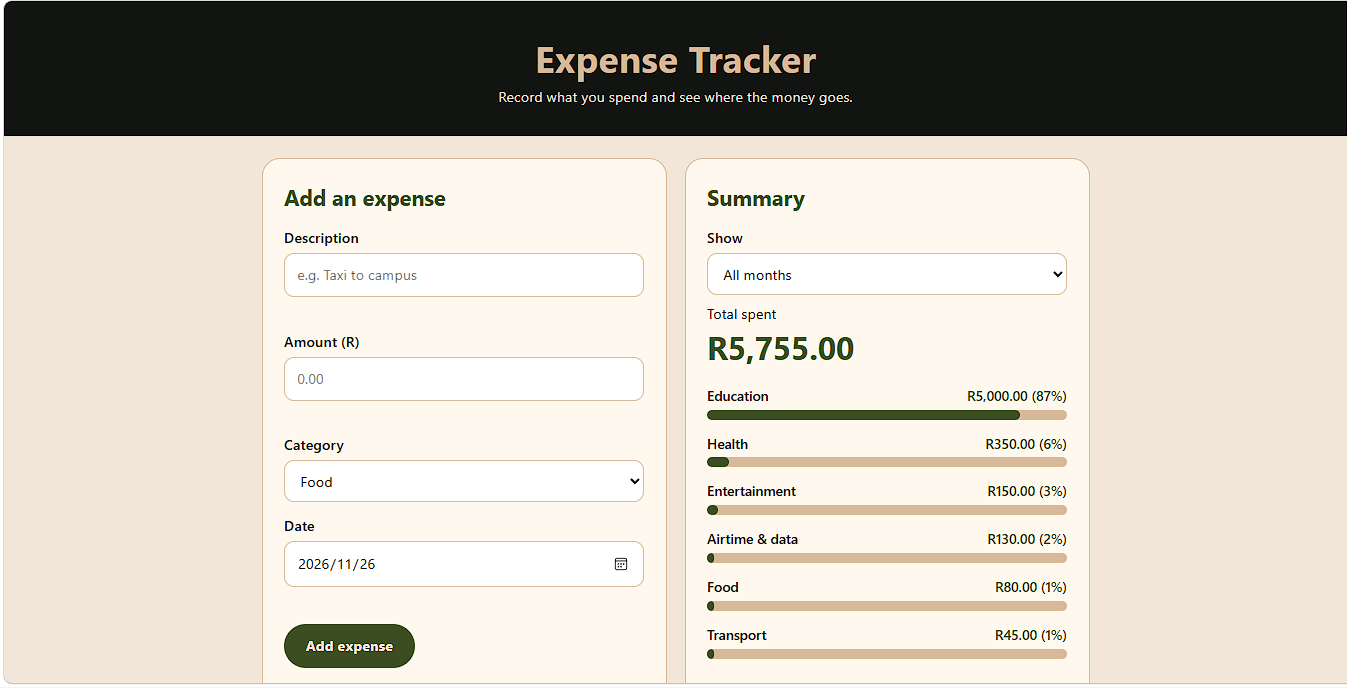 Expense Tracker
Record what you spend and see where the money goes.
Add an expense
Description
e.g. Taxi to campus
Amount (R)
0.00
Category
Food
Date
2026/11/26
Add expense
Summary
Show
All months
Total spent
R5,755.00
Education R5,000.00 (87%)
Health R350.00 (6%)
Entertainment R150.00 (3%)
Airtime & data R130.00 (2%)
Food R80.00 (1%)
Transport R45.00 (1%)